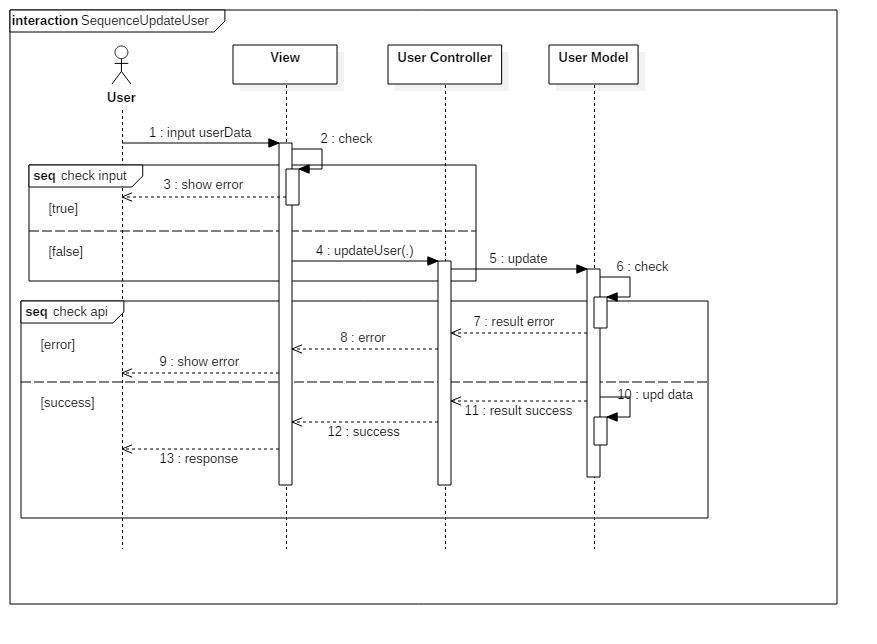 interaction SequenceUpdateUser
View
User Controller
User Model
User
1 : input userData
2 : check
seq check input
3 : show error
[true]
[false]
4 : updateUser(.)
5 : update
6 : check
seq check api
7 : result error
8 : error
[error]
9 : show error
10 : upd data
[success]
11 : result success
12 : success
13 : response